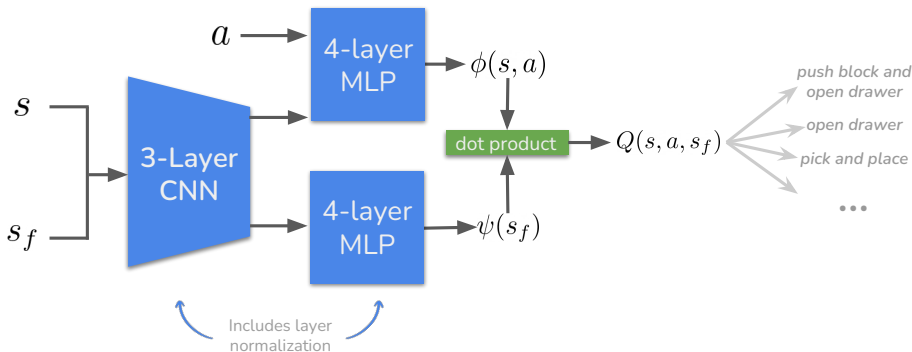 a
4-layer
MLP
ϕ(s, a)
push block and
open drawer
s
3-Layer
CNN
dot product
Q(s, a, s_f)
open drawer
pick and place
...
s_f
4-layer
MLP
ψ(s_f)
Includes layer
normalization